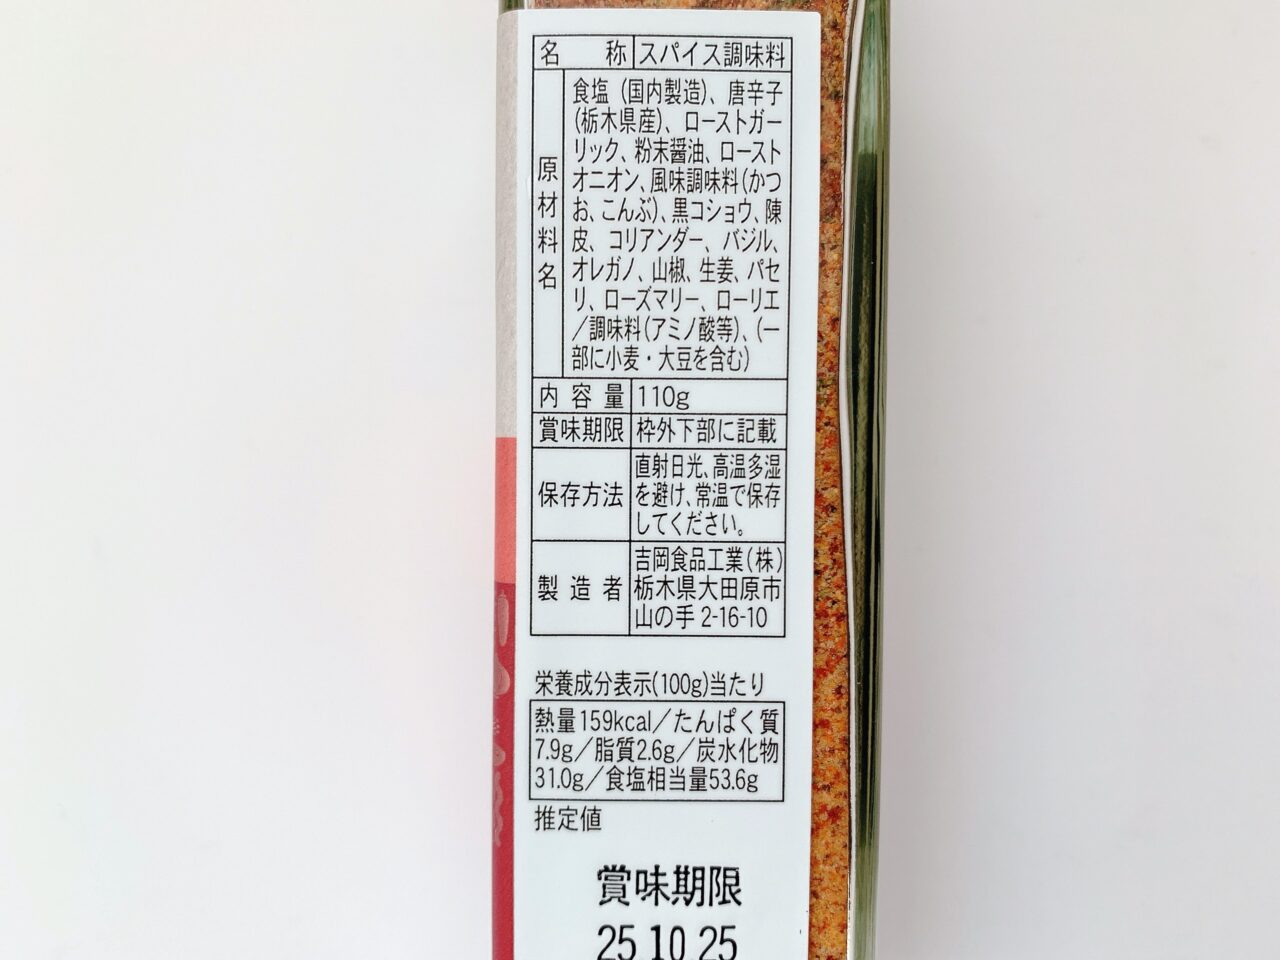 名称 スパイス調味料
原材料名
食塩（国内製造）、唐辛子
（栃木県産）、ローストガー
リック、粉末醤油、ロースト
オニオン、風味調味料（かつ
お、こんぶ）、黒コショウ、陳
皮、コリアンダー、バジル、
オレガノ、山椒、生姜、パセ
リ、ローズマリー、ローリエ
／調味料（アミノ酸等）、（一
部に小麦・大豆を含む）
内容量 110g
賞味期限 枠外下部に記載
保存方法
直射日光、高温多湿
を避け、常温で保存
してください。
製造者
吉岡食品工業（株）
栃木県大田原市
山の手2-16-10
栄養成分表示(100g)当たり
熱量159kcal／たんぱく質
7.9g／脂質2.6g／炭水化物
31.0g／食塩相当量53.6g
推定値
賞味期限
25.10.25